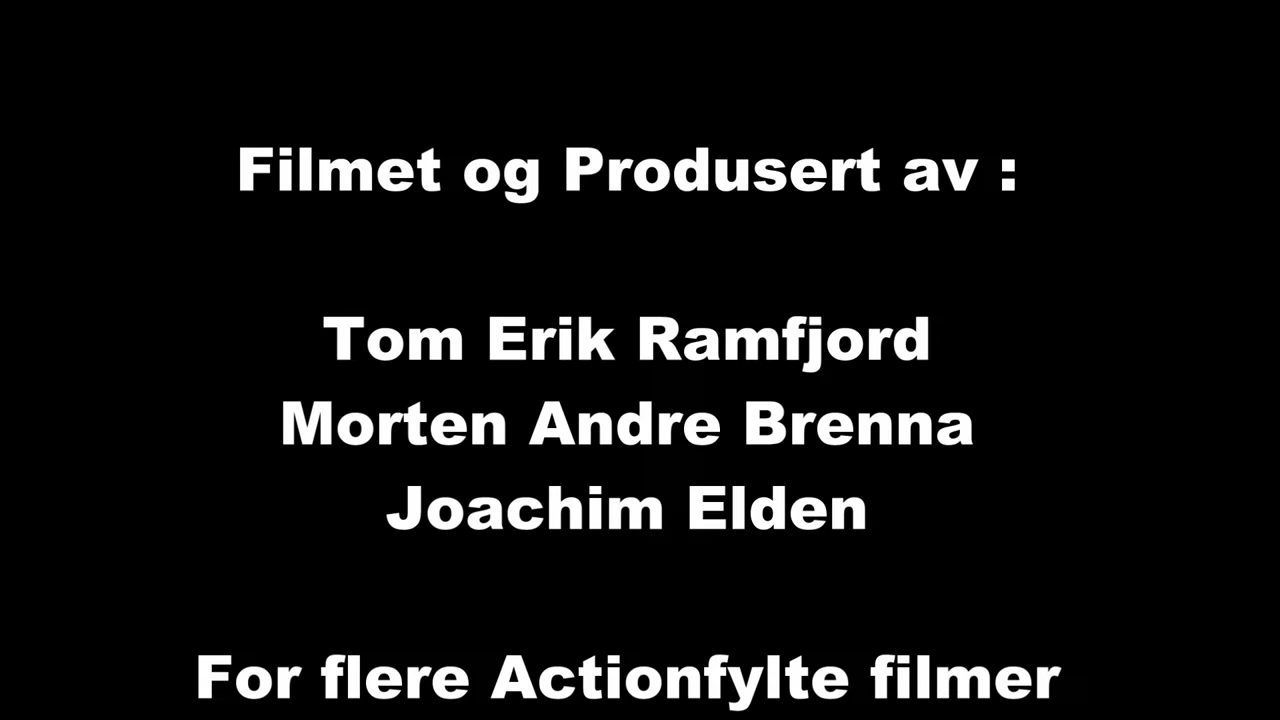 Filmet og Produsert av :
Tom Erik Ramfjord
Morten Andre Brenna
Joachim Elden
For flere Actionfylte filmer